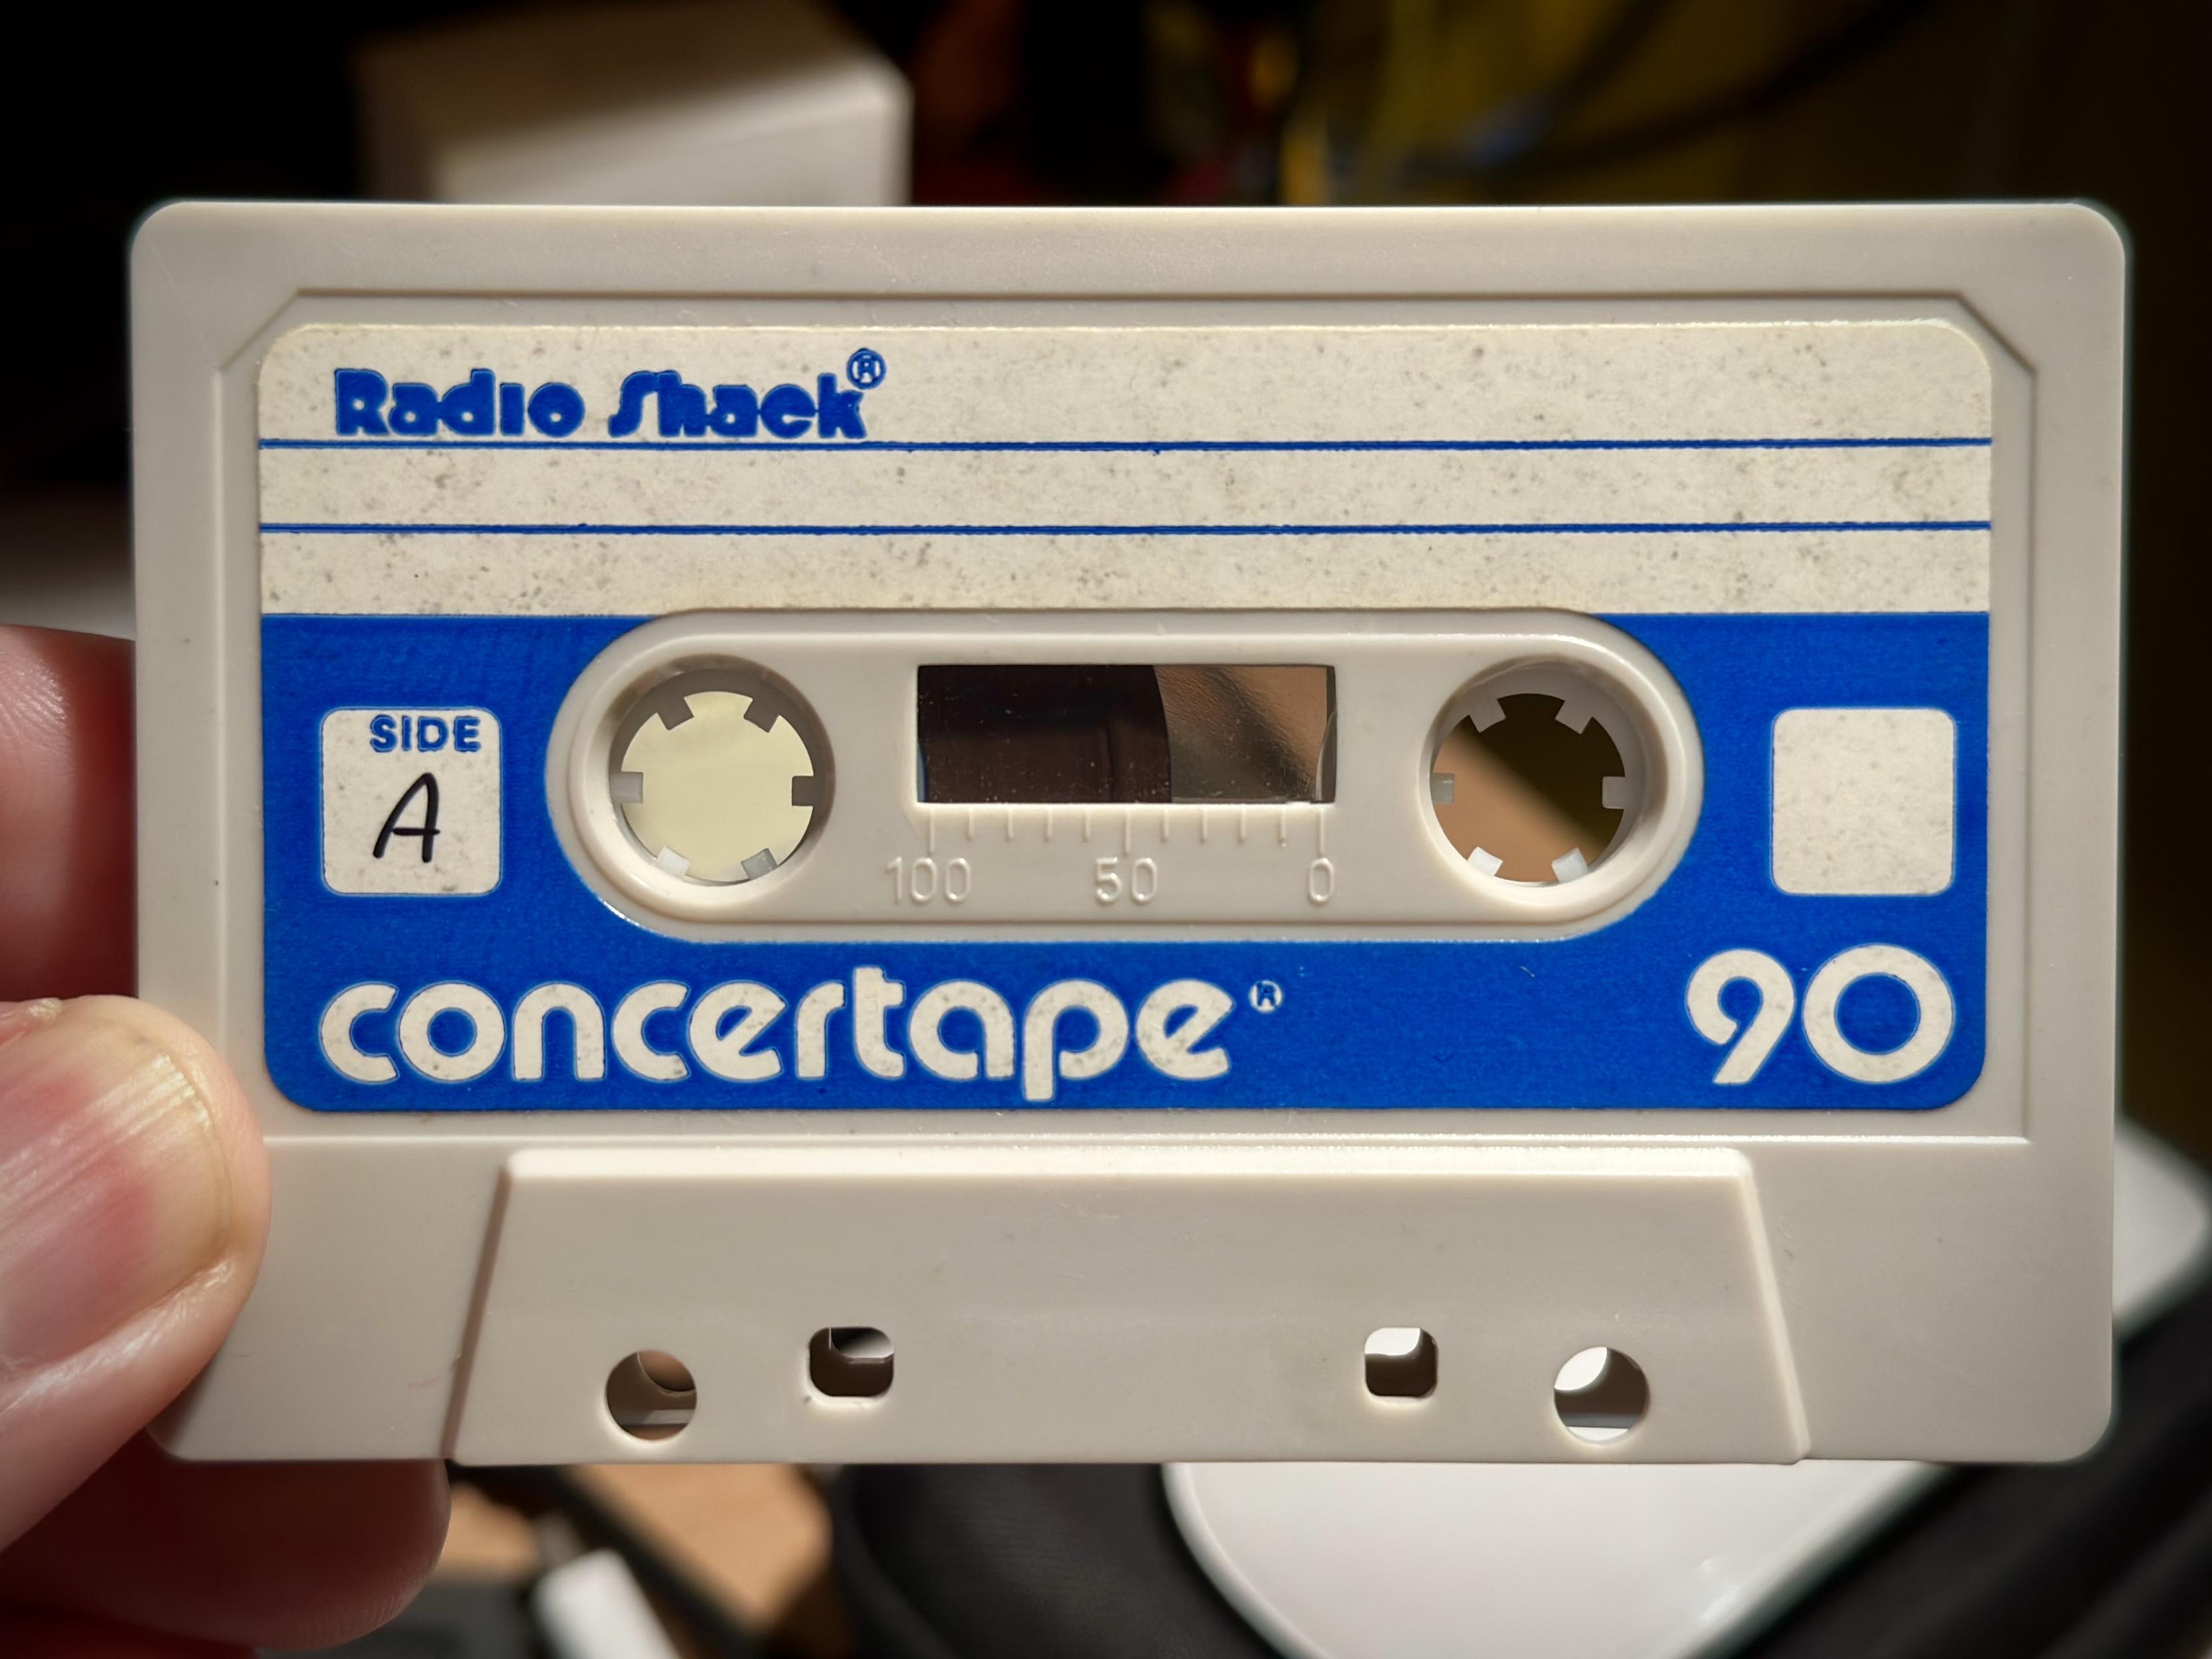 Radio Shack®
SIDE
A
100 50 0
concertape® 90